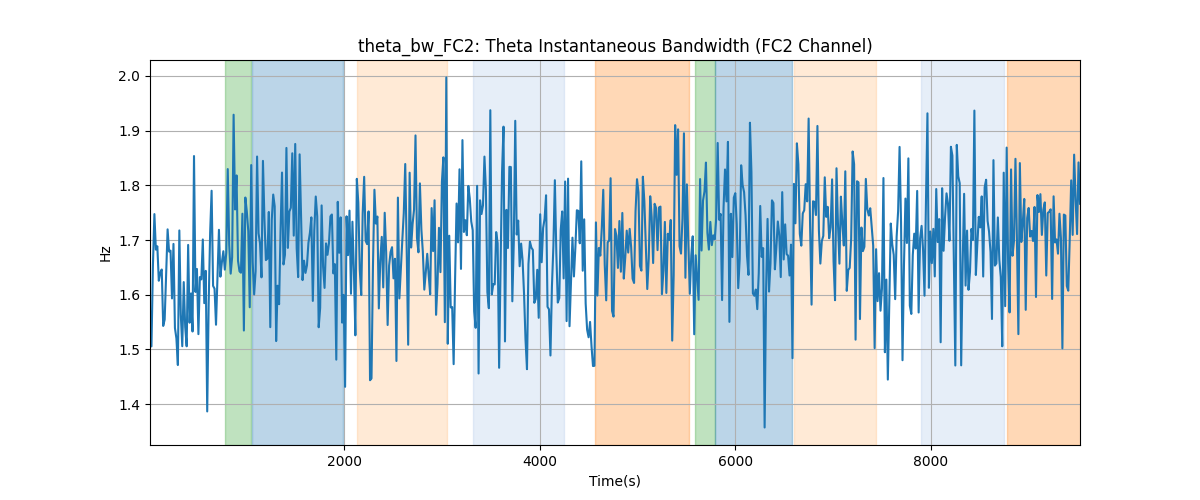 theta_bw_FC2: Theta Instantaneous Bandwidth (FC2 Channel)
2.0
1.9
1.8
1.7
1.6
1.5
1.4
Hz
2000 4000 6000 8000
Time(s)